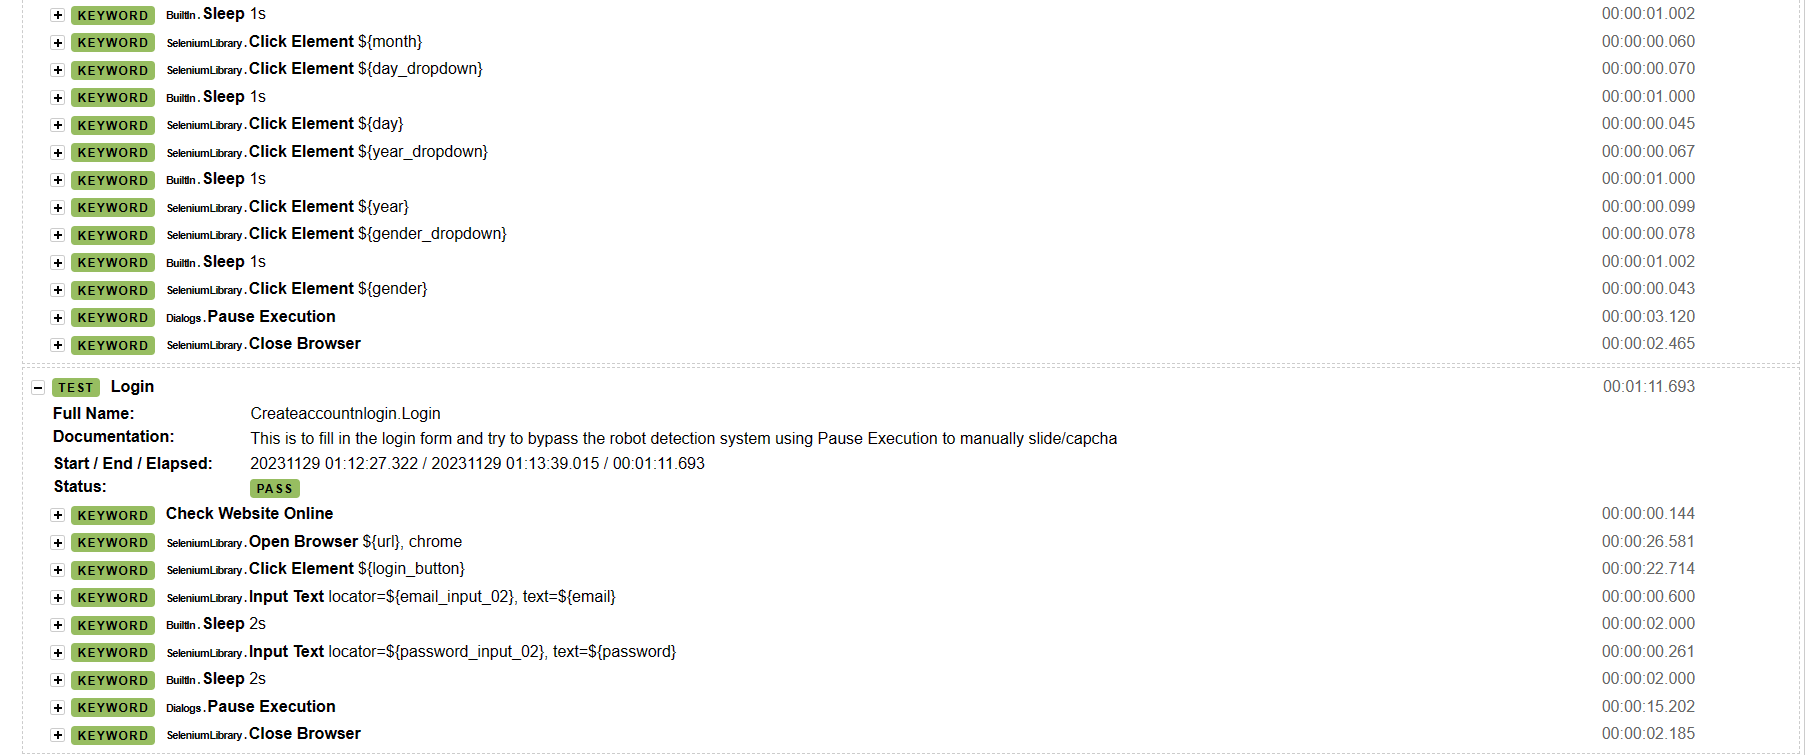 KEYWORD BuiltIn.Sleep 1s 00:00:01.002
KEYWORD SeleniumLibrary.Click Element ${month} 00:00:00.060
KEYWORD SeleniumLibrary.Click Element ${day_dropdown} 00:00:00.070
KEYWORD BuiltIn.Sleep 1s 00:00:01.000
KEYWORD SeleniumLibrary.Click Element ${day} 00:00:00.045
KEYWORD SeleniumLibrary.Click Element ${year_dropdown} 00:00:00.067
KEYWORD BuiltIn.Sleep 1s 00:00:01.000
KEYWORD SeleniumLibrary.Click Element ${year} 00:00:00.099
KEYWORD SeleniumLibrary.Click Element ${gender_dropdown} 00:00:00.078
KEYWORD BuiltIn.Sleep 1s 00:00:01.002
KEYWORD SeleniumLibrary.Click Element ${gender} 00:00:00.043
KEYWORD Dialogs.Pause Execution 00:00:03.120
KEYWORD SeleniumLibrary.Close Browser 00:00:02.465
TEST Login 00:01:11.693
Full Name: Createaccountnlogin.Login
Documentation: This is to fill in the login form and try to bypass the robot detection system using Pause Execution to manually slide/capcha
Start / End / Elapsed: 20231129 01:12:27.322 / 20231129 01:13:39.015 / 00:01:11.693
Status: PASS
KEYWORD Check Website Online 00:00:00.144
KEYWORD SeleniumLibrary.Open Browser ${url}, chrome 00:00:26.581
KEYWORD SeleniumLibrary.Click Element ${login_button} 00:00:22.714
KEYWORD SeleniumLibrary.Input Text locator=${email_input_02}, text=${email} 00:00:00.600
KEYWORD BuiltIn.Sleep 2s 00:00:02.000
KEYWORD SeleniumLibrary.Input Text locator=${password_input_02}, text=${password} 00:00:00.261
KEYWORD BuiltIn.Sleep 2s 00:00:02.000
KEYWORD Dialogs.Pause Execution 00:00:15.202
KEYWORD SeleniumLibrary.Close Browser 00:00:02.185